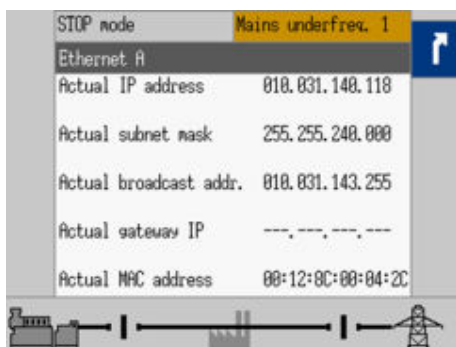 STOP mode Mains underfreq. 1
Ethernet A
Actual IP address 010.031.140.118
Actual subnet mask 255.255.240.000
Actual broadcast addr. 010.031.143.255
Actual gateway IP ---.---.---.---
Actual MAC address 00:12:8C:00:04:2C